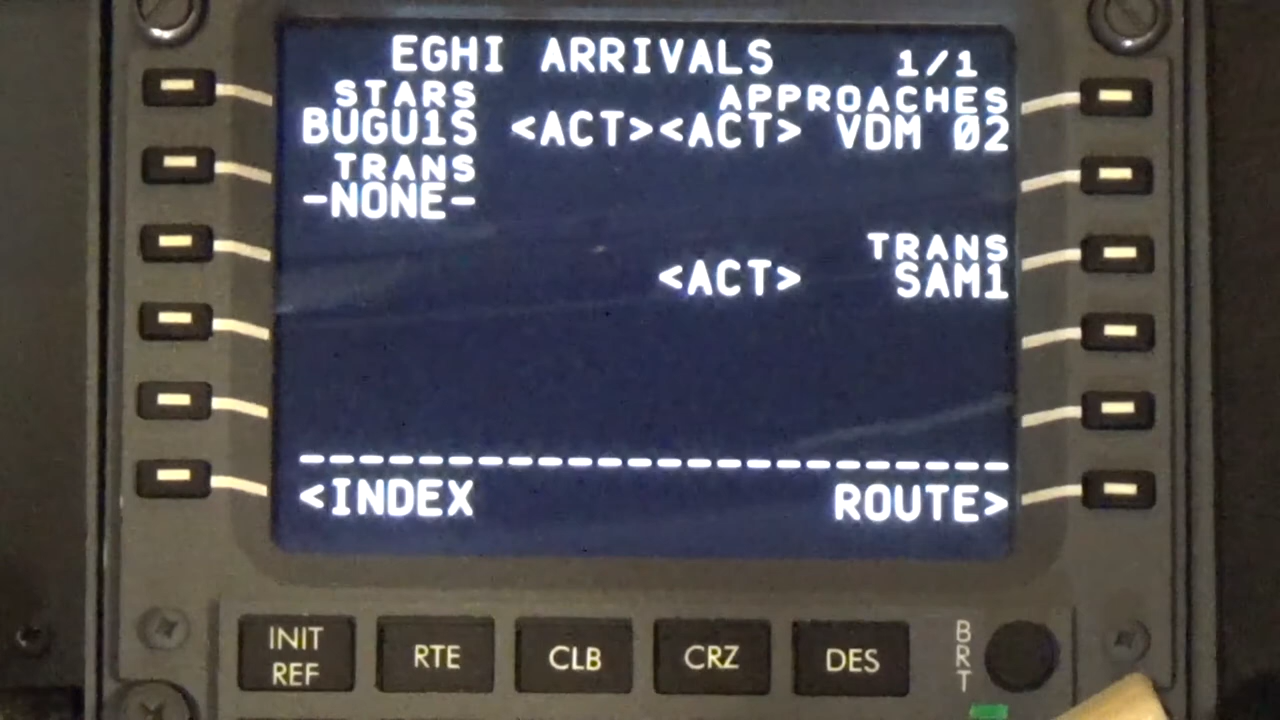 EGHI ARRIVALS 1/1
STARS APPROACHES
BUGU1S <ACT><ACT> VDM 02
TRANS
-NONE-
TRANS
<ACT> SAM1
------------------------
<INDEX ROUTE>
INIT REF RTE CLB CRZ DES BRT